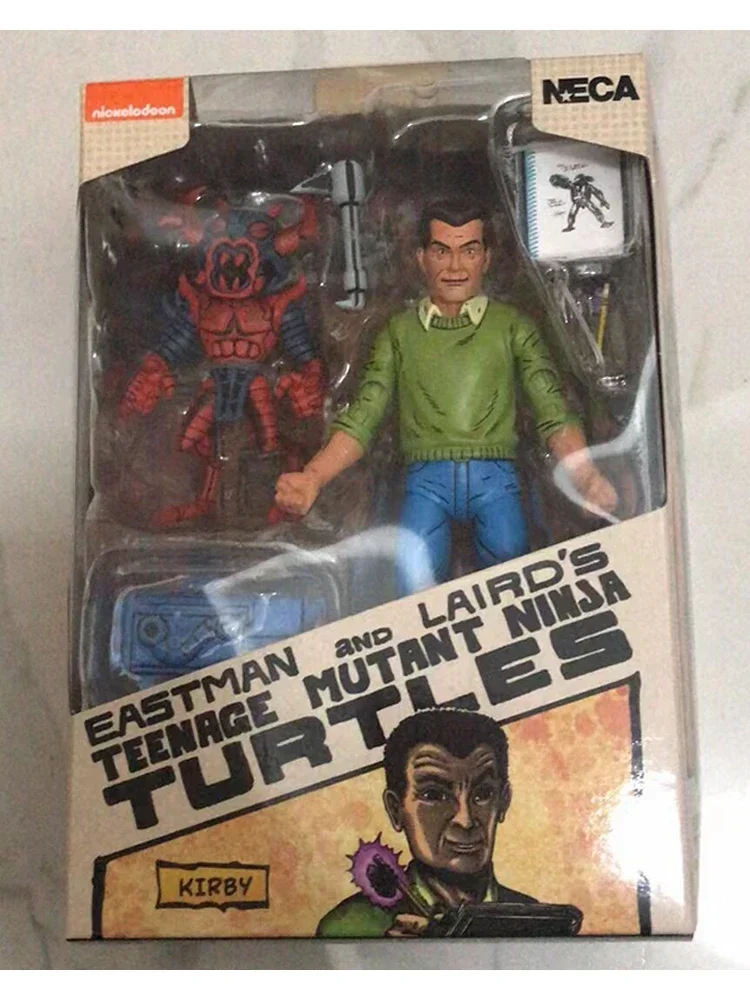 nickelodeon
NECA
EASTMAN AND LAIRD'S
TEENAGE MUTANT NINJA
TURTLES
KIRBY